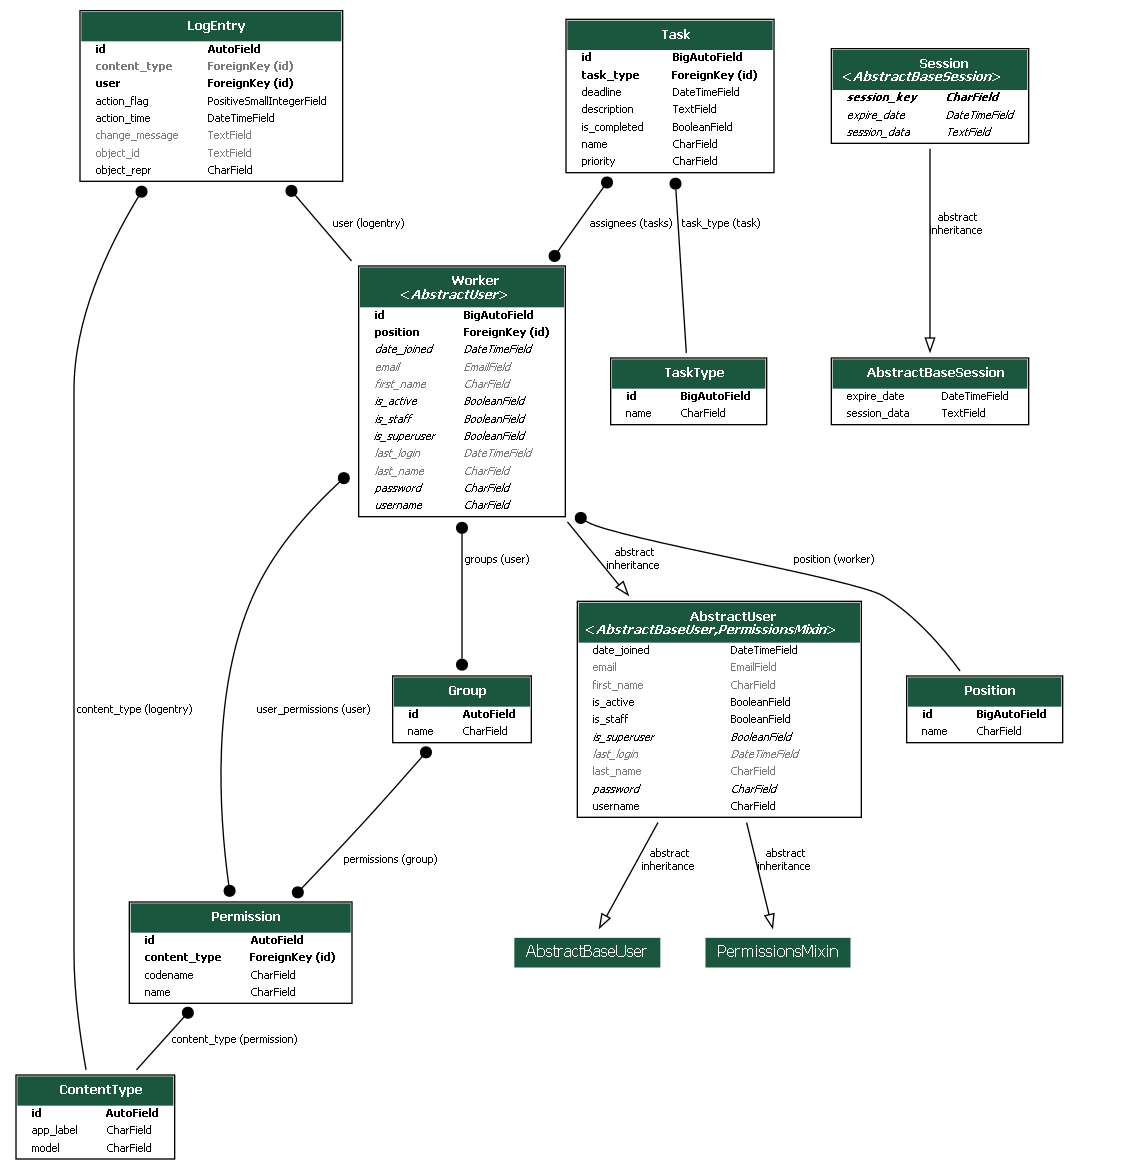 LogEntry
id AutoField
content_type ForeignKey (id)
user ForeignKey (id)
action_flag PositiveSmallIntegerField
action_time DateTimeField
change_message TextField
object_id TextField
object_repr CharField
Task
id BigAutoField
task_type ForeignKey (id)
deadline DateTimeField
description TextField
is_completed BooleanField
name CharField
priority CharField
Session
<AbstractBaseSession>
session_key CharField
expire_date DateTimeField
session_data TextField
user (logentry)
assignees (tasks)
task_type (task)
abstract
inheritance
Worker
<AbstractUser>
id BigAutoField
position ForeignKey (id)
date_joined DateTimeField
email EmailField
first_name CharField
is_active BooleanField
is_staff BooleanField
is_superuser BooleanField
last_login DateTimeField
last_name CharField
password CharField
username CharField
TaskType
id BigAutoField
name CharField
AbstractBaseSession
expire_date DateTimeField
session_data TextField
groups (user)
abstract
inheritance
position (worker)
content_type (logentry)
user_permissions (user)
Group
id AutoField
name CharField
AbstractUser
<AbstractBaseUser,PermissionsMixin>
date_joined DateTimeField
email EmailField
first_name CharField
is_active BooleanField
is_staff BooleanField
is_superuser BooleanField
last_login DateTimeField
last_name CharField
password CharField
username CharField
Position
id BigAutoField
name CharField
permissions (group)
abstract
inheritance
abstract
inheritance
Permission
id AutoField
content_type ForeignKey (id)
codename CharField
name CharField
AbstractBaseUser
PermissionsMixin
content_type (permission)
ContentType
id AutoField
app_label CharField
model CharField